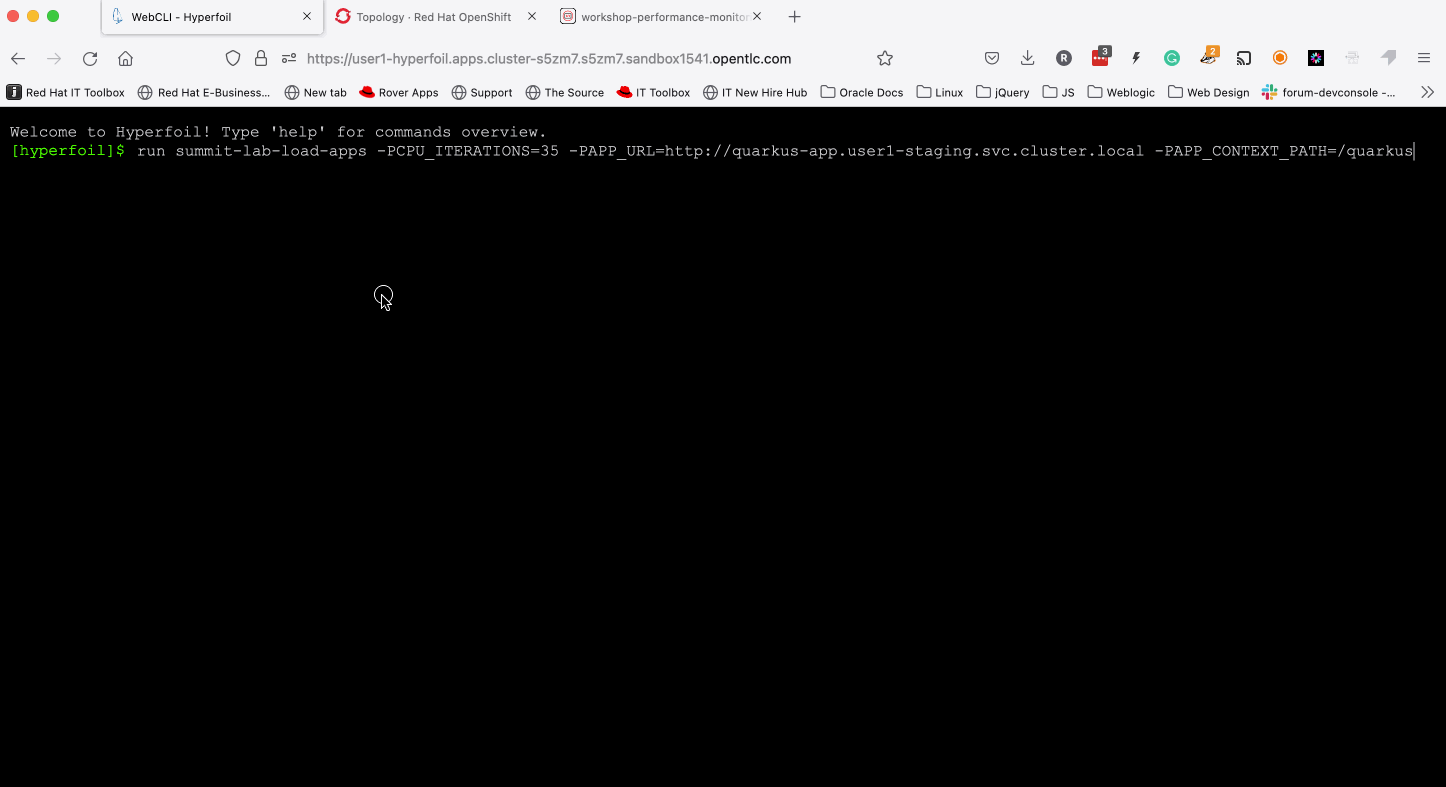 WebCLI - Hyperfoil
Topology · Red Hat OpenShift
workshop-performance-monitor
https://user1-hyperfoil.apps.cluster-s5zm7.s5zm7.sandbox1541.opentlc.com
R
3
2
Red Hat IT Toolbox
Red Hat E-Business...
New tab
Rover Apps
Support
The Source
IT Toolbox
IT New Hire Hub
Oracle Docs
Linux
jQuery
JS
Weblogic
Web Design
forum-devconsole -...
Welcome to Hyperfoil! Type 'help' for commands overview.
[hyperfoil]$ run summit-lab-load-apps -PCPU_ITERATIONS=35 -PAPP_URL=http://quarkus-app.user1-staging.svc.cluster.local -PAPP_CONTEXT_PATH=/quarkus